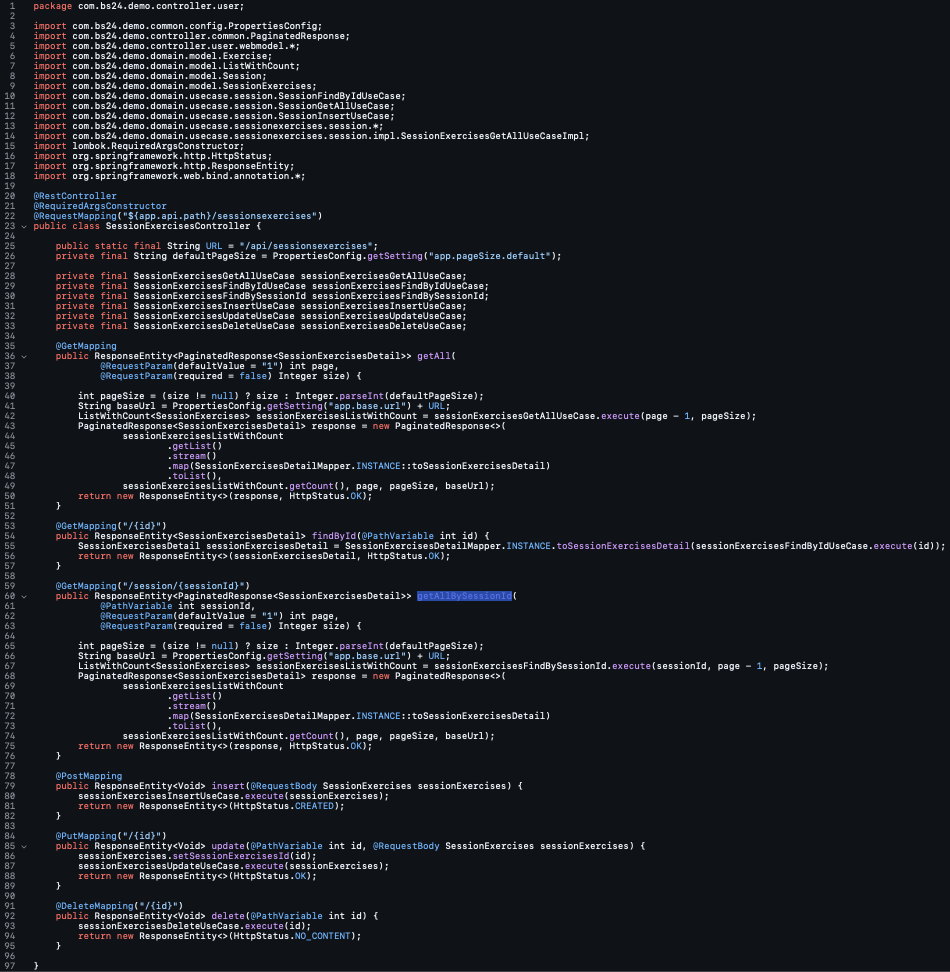 1 package com.bs24.demo.controller.user;
2
3 import com.bs24.demo.common.config.PropertiesConfig;
4 import com.bs24.demo.controller.common.PaginatedResponse;
5 import com.bs24.demo.controller.user.webmodel.*;
6 import com.bs24.demo.domain.model.Exercise;
7 import com.bs24.demo.domain.model.ListWithCount;
8 import com.bs24.demo.domain.model.Session;
9 import com.bs24.demo.domain.model.SessionExercises;
10 import com.bs24.demo.domain.usecase.session.SessionFindByIdUseCase;
11 import com.bs24.demo.domain.usecase.session.SessionGetAllUseCase;
12 import com.bs24.demo.domain.usecase.session.SessionInsertUseCase;
13 import com.bs24.demo.domain.usecase.sessionexercises.session.*;
14 import com.bs24.demo.domain.usecase.sessionexercises.session.impl.SessionExercisesGetAllUseCaseImpl;
15 import lombok.RequiredArgsConstructor;
16 import org.springframework.http.HttpStatus;
17 import org.springframework.http.ResponseEntity;
18 import org.springframework.web.bind.annotation.*;
19
20 @RestController
21 @RequiredArgsConstructor
22 @RequestMapping("${app.api.path}/sessionsexercises")
23 public class SessionExercisesController {
24
25     public static final String URL = "/api/sessionsexercises";
26     private final String defaultPageSize = PropertiesConfig.getSetting("app.pageSize.default");
27
28     private final SessionExercisesGetAllUseCase sessionExercisesGetAllUseCase;
29     private final SessionExercisesFindByIdUseCase sessionExercisesFindByIdUseCase;
30     private final SessionExercisesFindBySessionId sessionExercisesFindBySessionId;
31     private final SessionExercisesInsertUseCase sessionExercisesInsertUseCase;
32     private final SessionExercisesUpdateUseCase sessionExercisesUpdateUseCase;
33     private final SessionExercisesDeleteUseCase sessionExercisesDeleteUseCase;
34
35     @GetMapping
36     public ResponseEntity<PaginatedResponse<SessionExercisesDetail>> getAll(
37             @RequestParam(defaultValue = "1") int page,
38             @RequestParam(required = false) Integer size) {
39
40         int pageSize = (size != null) ? size : Integer.parseInt(defaultPageSize);
41         String baseUrl = PropertiesConfig.getSetting("app.base.url") + URL;
42         ListWithCount<SessionExercises> sessionExercisesListWithCount = sessionExercisesGetAllUseCase.execute(page - 1, pageSize);
43         PaginatedResponse<SessionExercisesDetail> response = new PaginatedResponse<>(
44                 sessionExercisesListWithCount
45                         .getList()
46                         .stream()
47                         .map(SessionExercisesDetailMapper.INSTANCE::toSessionExercisesDetail)
48                         .toList(),
49                 sessionExercisesListWithCount.getCount(), page, pageSize, baseUrl);
50         return new ResponseEntity<>(response, HttpStatus.OK);
51     }
52
53     @GetMapping("/{id}")
54     public ResponseEntity<SessionExercisesDetail> findById(@PathVariable int id) {
55         SessionExercisesDetail sessionExercisesDetail = SessionExercisesDetailMapper.INSTANCE.toSessionExercisesDetail(sessionExercisesFindByIdUseCase.execute(id));
56         return new ResponseEntity<>(sessionExercisesDetail, HttpStatus.OK);
57     }
58
59     @GetMapping("/session/{sessionId}")
60     public ResponseEntity<PaginatedResponse<SessionExercisesDetail>> getAllBySessionId(
61             @PathVariable int sessionId,
62             @RequestParam(defaultValue = "1") int page,
63             @RequestParam(required = false) Integer size) {
64
65         int pageSize = (size != null) ? size : Integer.parseInt(defaultPageSize);
66         String baseUrl = PropertiesConfig.getSetting("app.base.url") + URL;
67         ListWithCount<SessionExercises> sessionExercisesListWithCount = sessionExercisesFindBySessionId.execute(sessionId, page - 1, pageSize);
68         PaginatedResponse<SessionExercisesDetail> response = new PaginatedResponse<>(
69                 sessionExercisesListWithCount
70                         .getList()
71                         .stream()
72                         .map(SessionExercisesDetailMapper.INSTANCE::toSessionExercisesDetail)
73                         .toList(),
74                 sessionExercisesListWithCount.getCount(), page, pageSize, baseUrl);
75         return new ResponseEntity<>(response, HttpStatus.OK);
76     }
77
78     @PostMapping
79     public ResponseEntity<Void> insert(@RequestBody SessionExercises sessionExercises) {
80         sessionExercisesInsertUseCase.execute(sessionExercises);
81         return new ResponseEntity<>(HttpStatus.CREATED);
82     }
83
84     @PutMapping("/{id}")
85     public ResponseEntity<Void> update(@PathVariable int id, @RequestBody SessionExercises sessionExercises) {
86         sessionExercises.setSessionExercisesId(id);
87         sessionExercisesUpdateUseCase.execute(sessionExercises);
88         return new ResponseEntity<>(HttpStatus.OK);
89     }
90
91     @DeleteMapping("/{id}")
92     public ResponseEntity<Void> delete(@PathVariable int id) {
93         sessionExercisesDeleteUseCase.execute(id);
94         return new ResponseEntity<>(HttpStatus.NO_CONTENT);
95     }
96
97 }